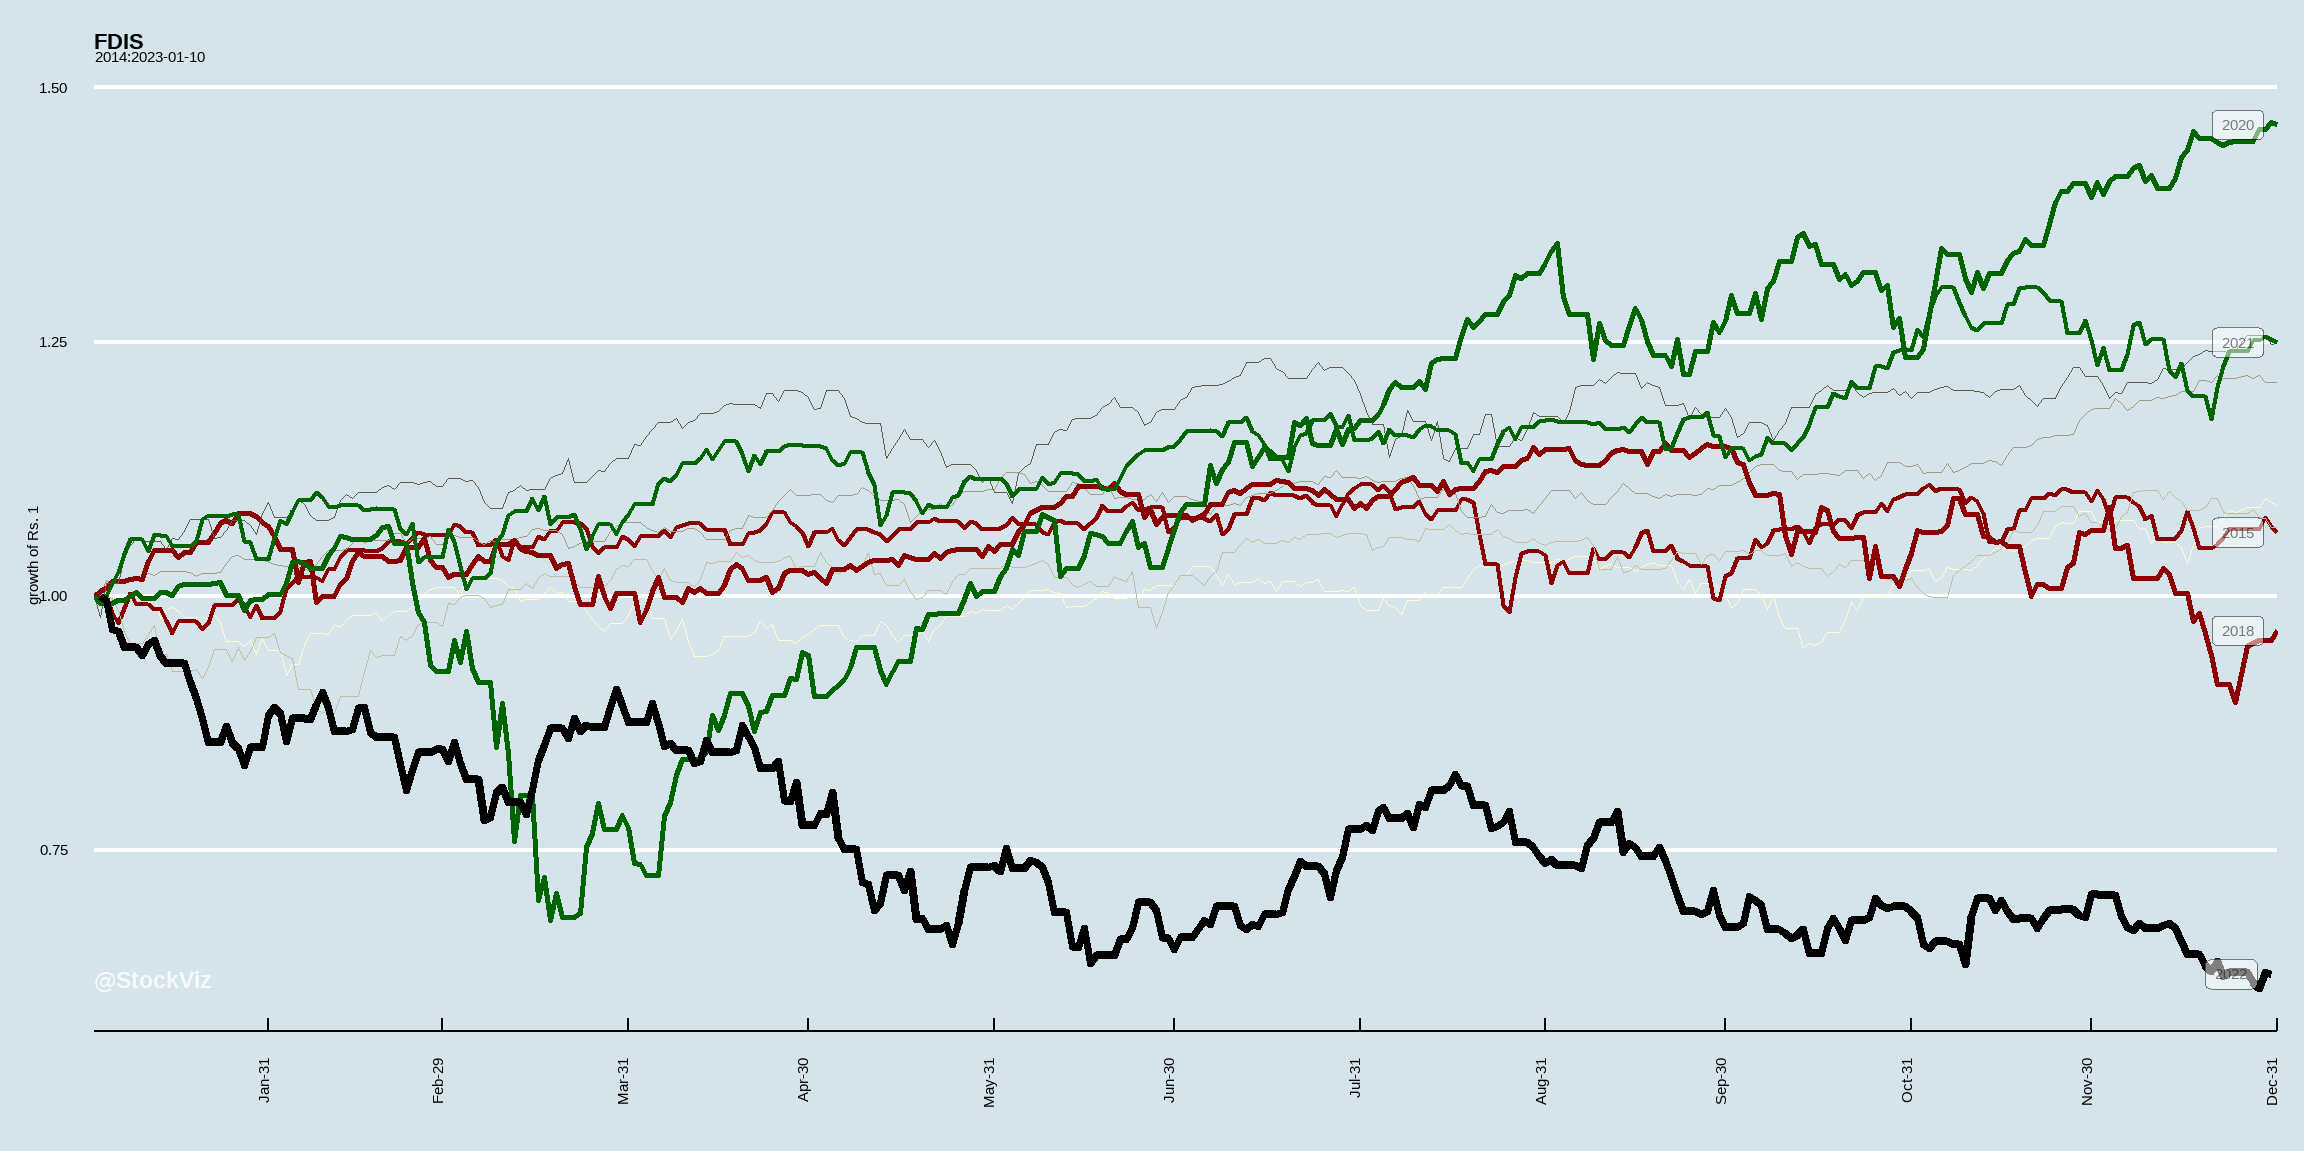 FDIS
2014:2023-01-10
growth of Rs. 1
1.50
1.25
1.00
0.75
2020
2021
2015
2018
2022
@StockViz
Jan-31
Feb-29
Mar-31
Apr-30
May-31
Jun-30
Jul-31
Aug-31
Sep-30
Oct-31
Nov-30
Dec-31